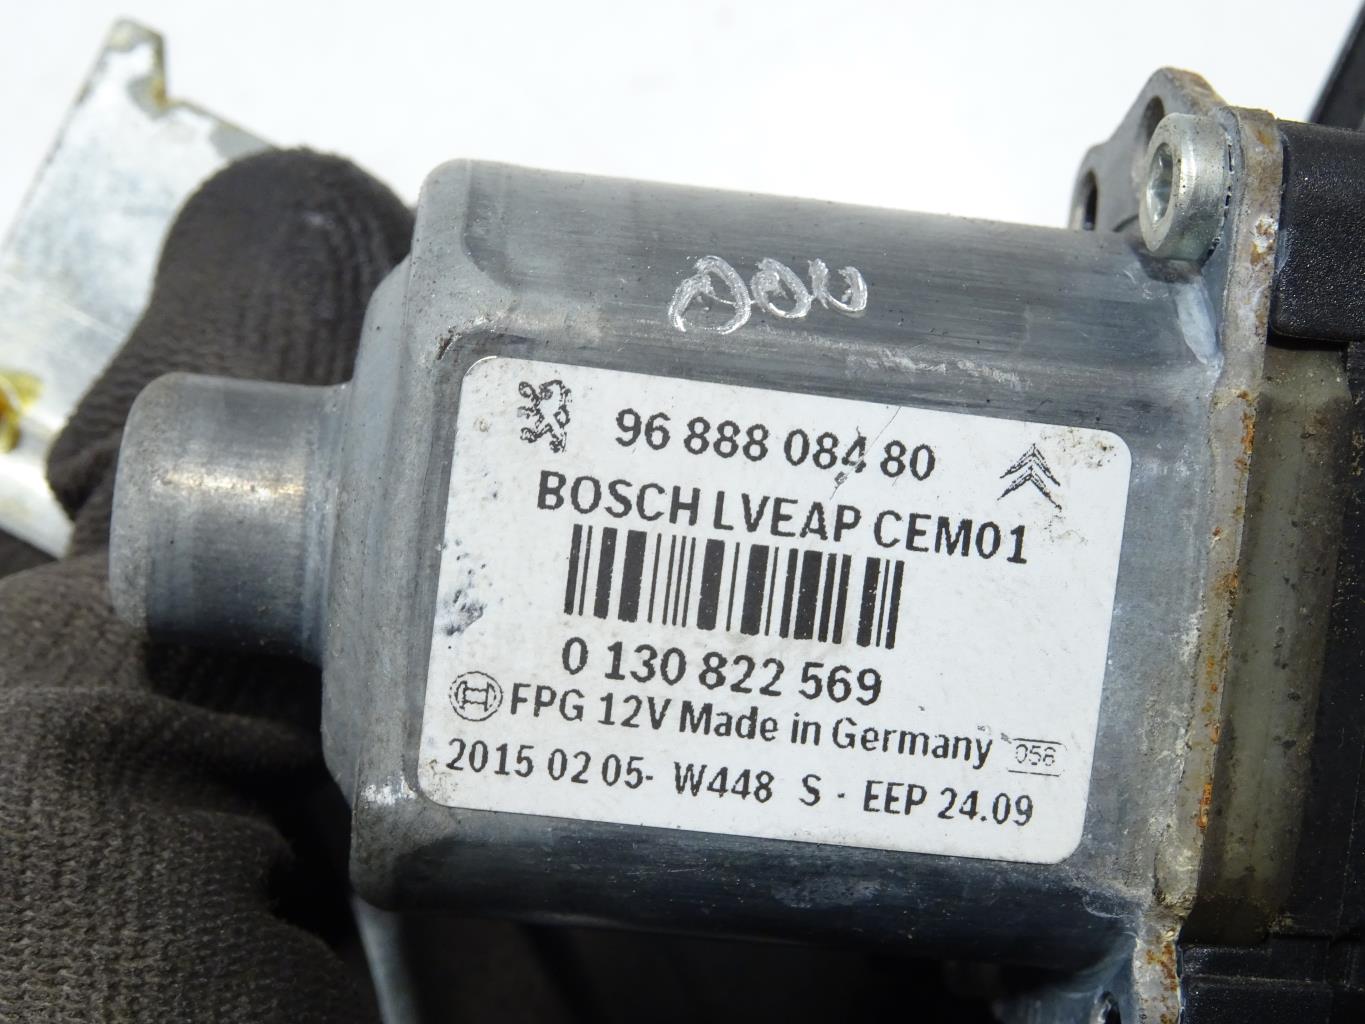 96 888 084 80
BOSCH LVEAP CEM01
0 130 822 569
FPG 12V Made in Germany 056
2015 02 05- W448 S - EEP 24.09